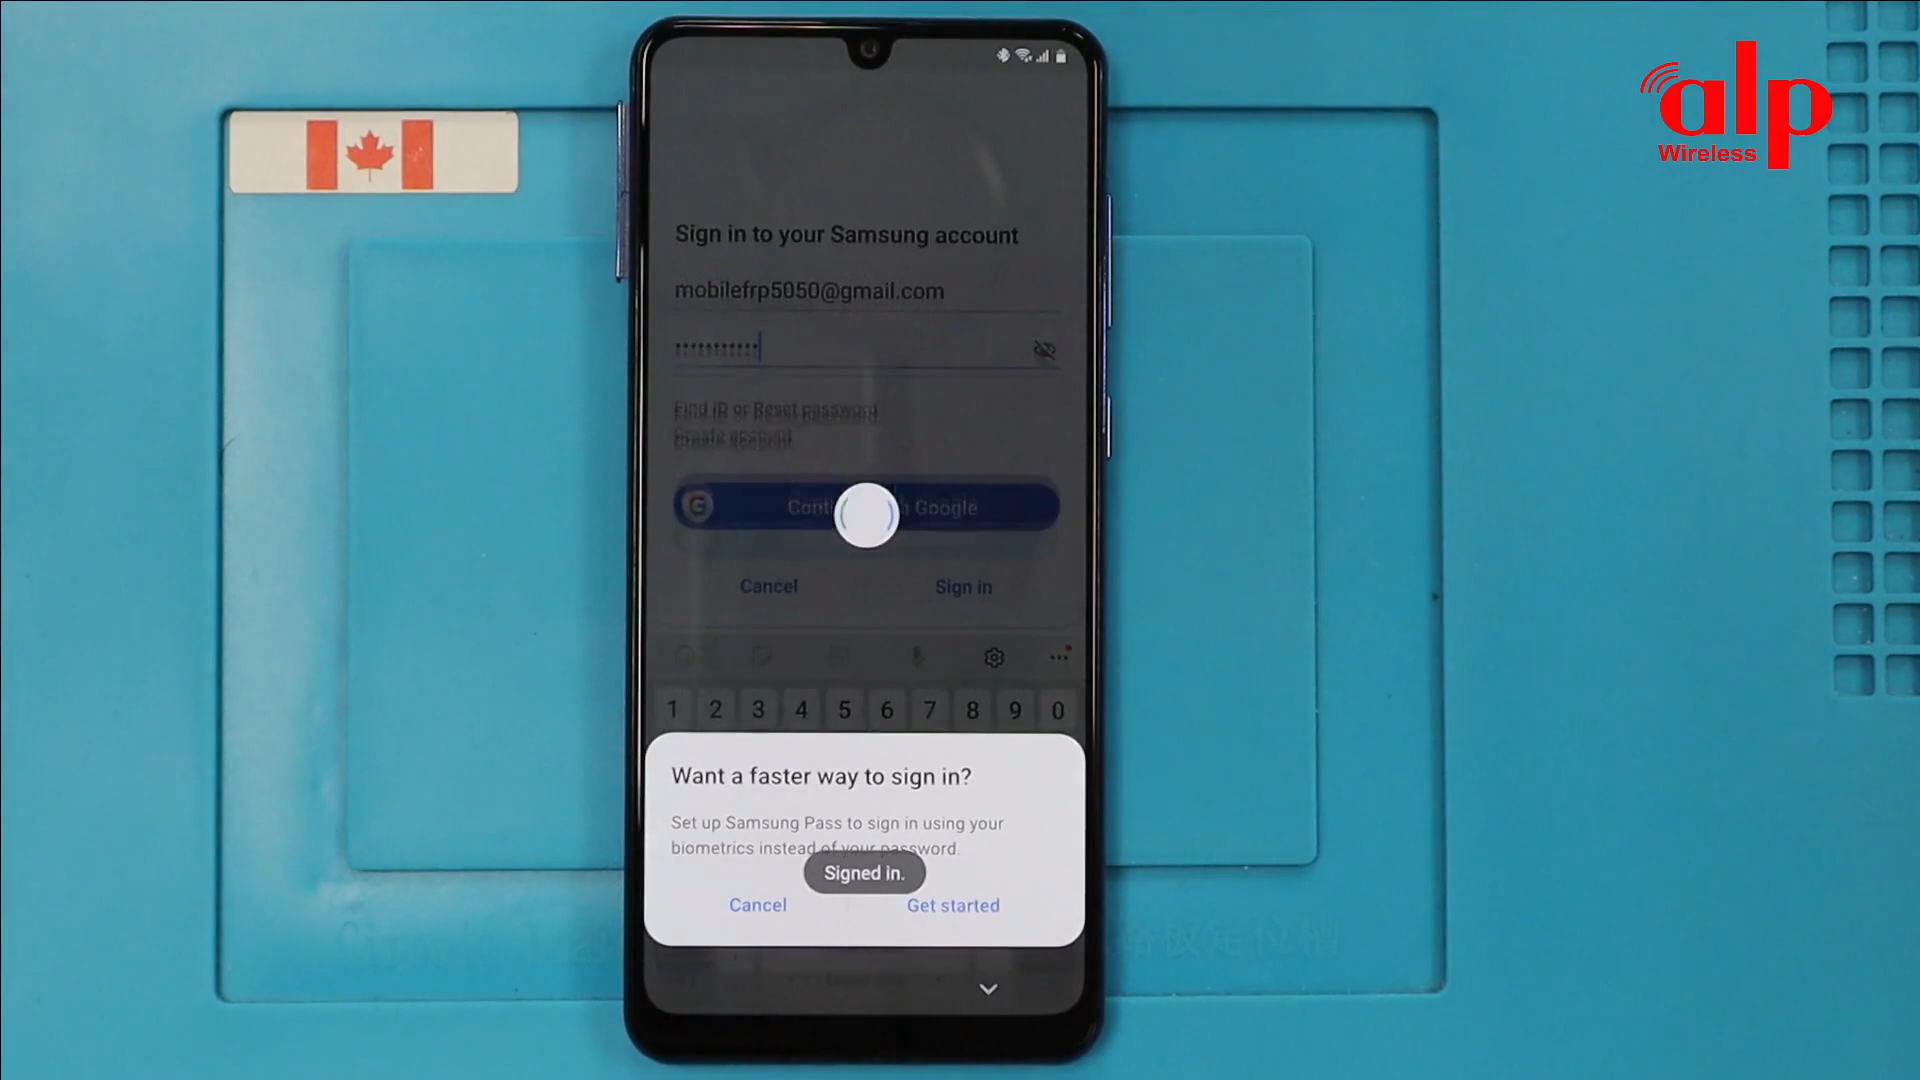 alp
Wireless
Sign in to your Samsung account
mobilefrp5050@gmail.com
•••••••••••
Find ID or Reset password
Create account
Google
Cancel
Sign in
1 2 3 4 5 6 7 8 9 0
Want a faster way to sign in?
Set up Samsung Pass to sign in using your
biometrics instead of your password.
Signed in.
Cancel
Get started